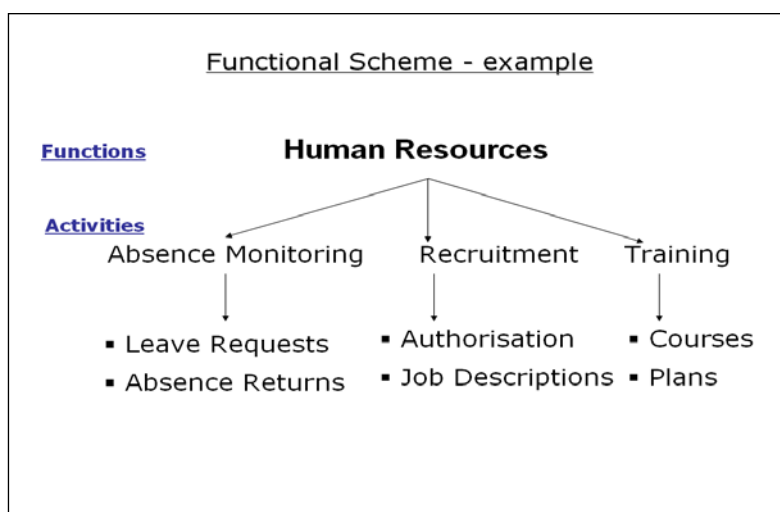 Functional Scheme - example
Functions
Human Resources
Activities
Absence Monitoring
Recruitment
Training
▪ Leave Requests
▪ Absence Returns
▪ Authorisation
▪ Job Descriptions
▪ Courses
▪ Plans